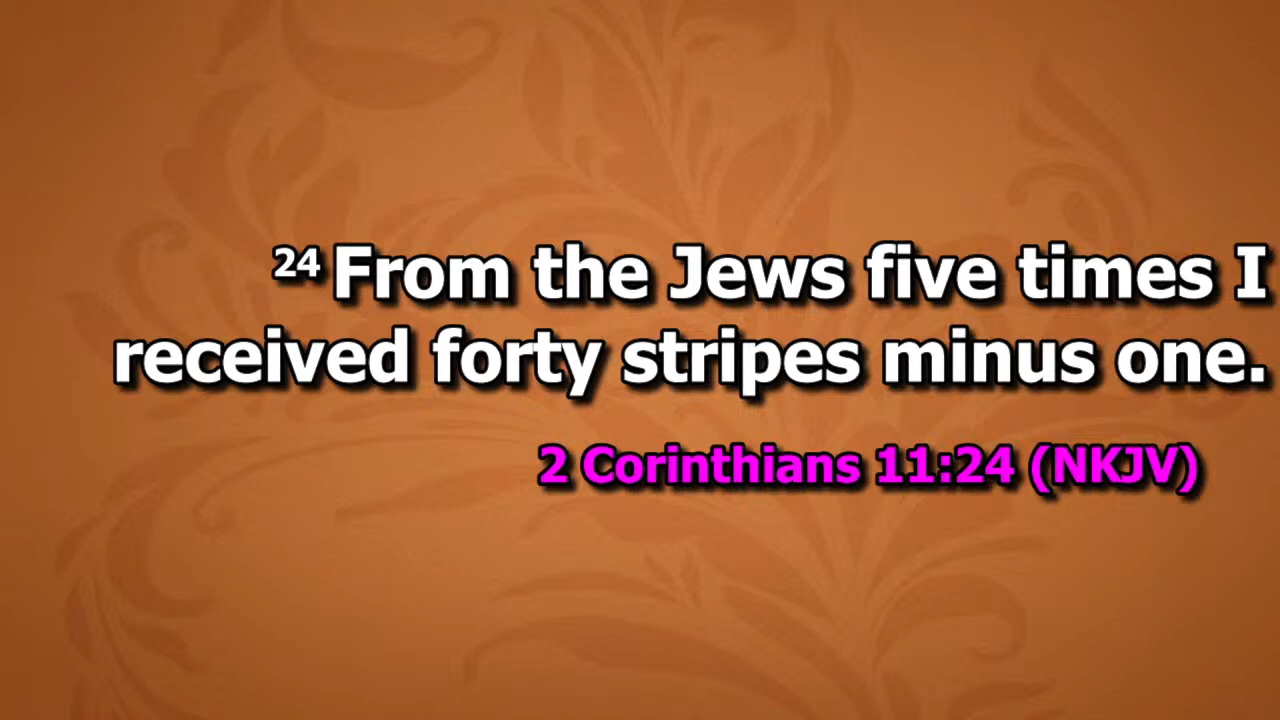 24 From the Jews five times I
received forty stripes minus one.
2 Corinthians 11:24 (NKJV)